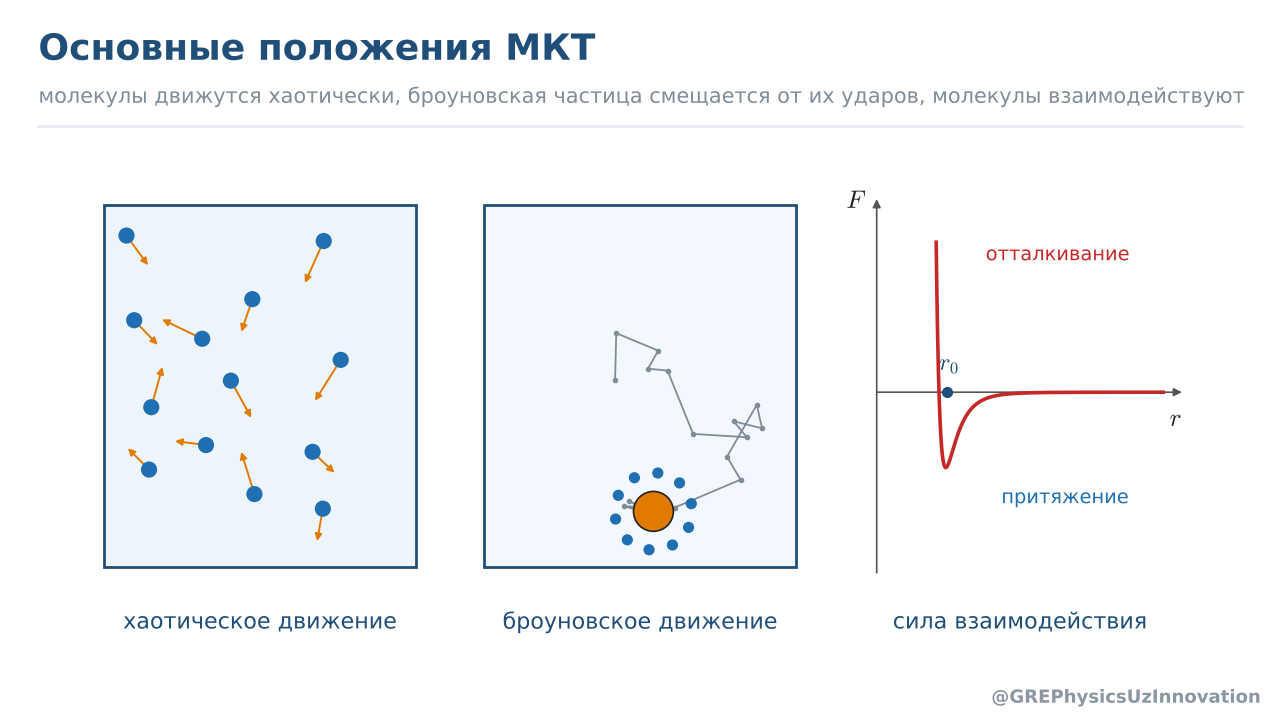 Основные положения МКТ
молекулы движутся хаотически, броуновская частица смещается от их ударов, молекулы взаимодействуют
F
отталкивание
r₀
r
притяжение
хаотическое движение
броуновское движение
сила взаимодействия
@GREPhysicsUzInnovation